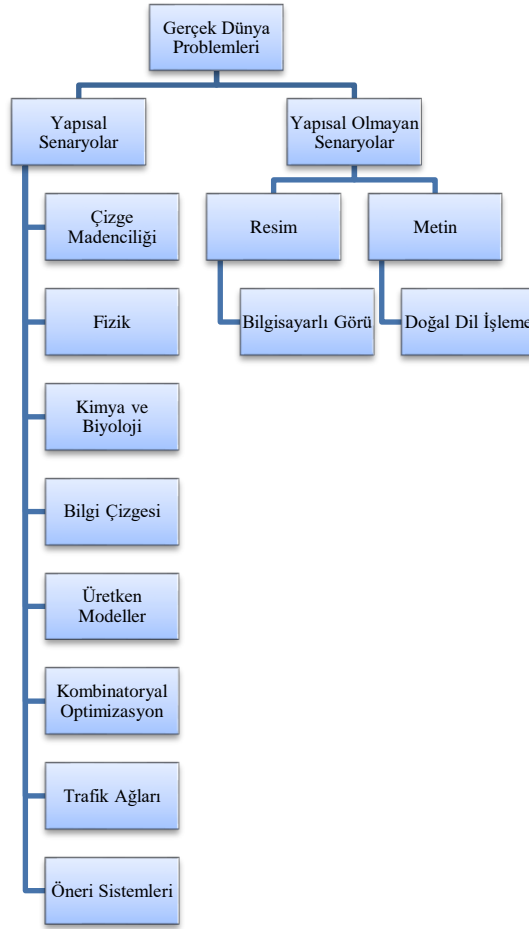 Gerçek Dünya
Problemleri
Yapısal
Senaryolar
Yapısal Olmayan
Senaryolar
Çizge
Madenciliği
Resim
Metin
Fizik
Bilgisayarlı Görü
Doğal Dil İşleme
Kimya ve
Biyoloji
Bilgi Çizgesi
Üretken
Modeller
Kombinatoryal
Optimizasyon
Trafik Ağları
Öneri Sistemleri